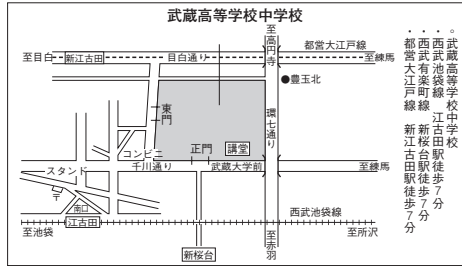 武蔵高等学校中学校
至高円寺
都営大江戸線
至目白
新江古田
目白通り
至練馬
豊玉北
東門
環七通り
コンビニ
正門
講堂
千川通り
武蔵大学前
至練馬
スタンド
〒
南口
江古田
西武池袋線
至池袋
新桜台
至赤羽
至所沢
○武蔵高等学校中学校
・西武池袋線 江古田駅徒歩7分
・西武有楽町線 新桜台駅徒歩7分
・都営大江戸線 新江古田駅徒歩7分